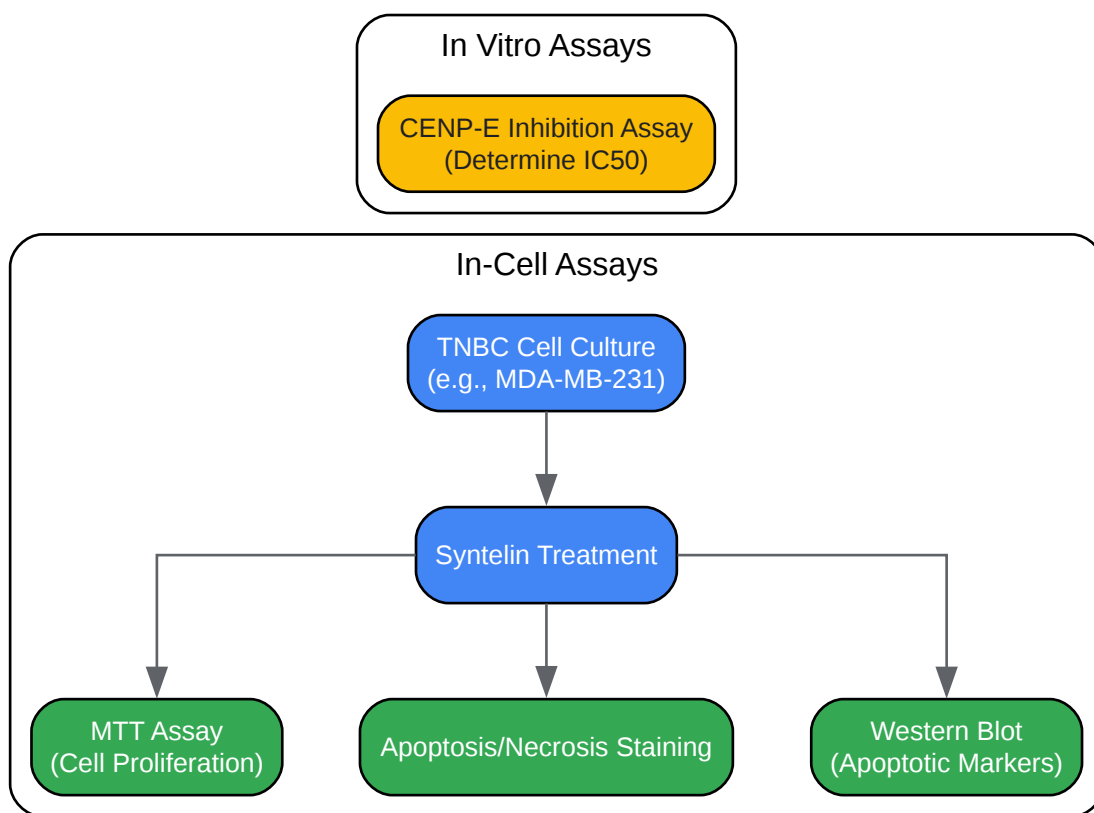 In Vitro Assays
CENP-E Inhibition Assay
(Determine IC50)
In-Cell Assays
TNBC Cell Culture
(e.g., MDA-MB-231)
Syntelin Treatment
MTT Assay
(Cell Proliferation)
Apoptosis/Necrosis Staining
Western Blot
(Apoptotic Markers)